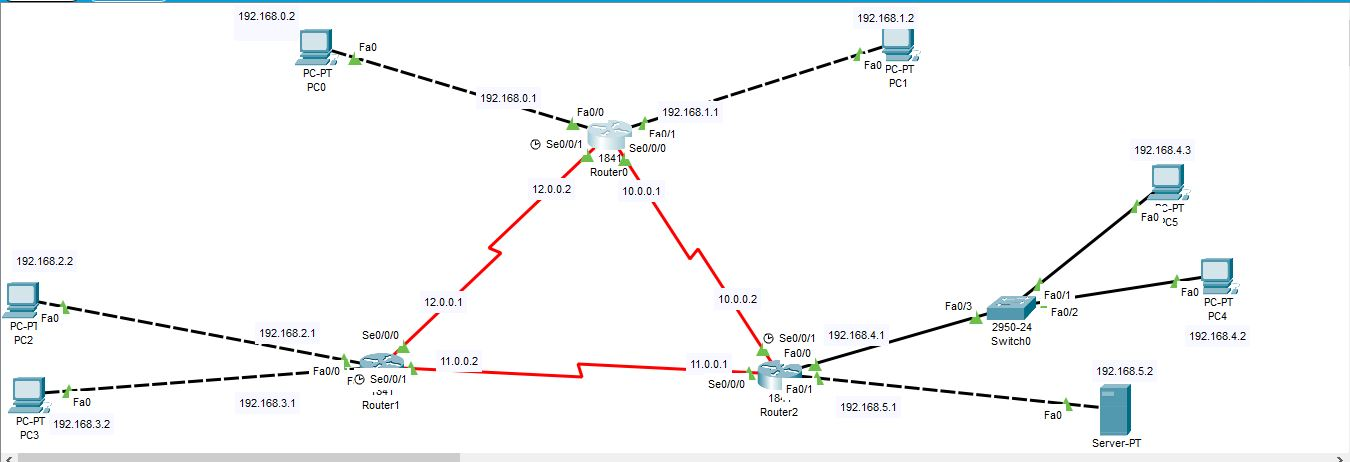 192.168.0.2
Fa0
PC-PT
PC0
192.168.1.2
Fa0
PC-PT
PC1
192.168.0.1
Fa0/0
192.168.1.1
Fa0/1
Se0/0/1
Se0/0/0
1841
Router0
12.0.0.2
10.0.0.1
192.168.4.3
PC-PT
Fa0
PC5
192.168.2.2
Fa0
PC-PT
PC2
12.0.0.1
10.0.0.2
Fa0/1
Fa0/2
Fa0/3
2950-24
Switch0
Fa0
PC-PT
PC4
192.168.4.2
192.168.2.1
Se0/0/0
Se0/0/1
Fa0/0
192.168.4.1
11.0.0.2
11.0.0.1
Fa0/0
Se0/0/1
1841
Router1
Se0/0/0
Fa0/1
Router2
192.168.5.2
Fa0
PC-PT
PC3
192.168.3.2
192.168.3.1
192.168.5.1
Fa0
Server-PT